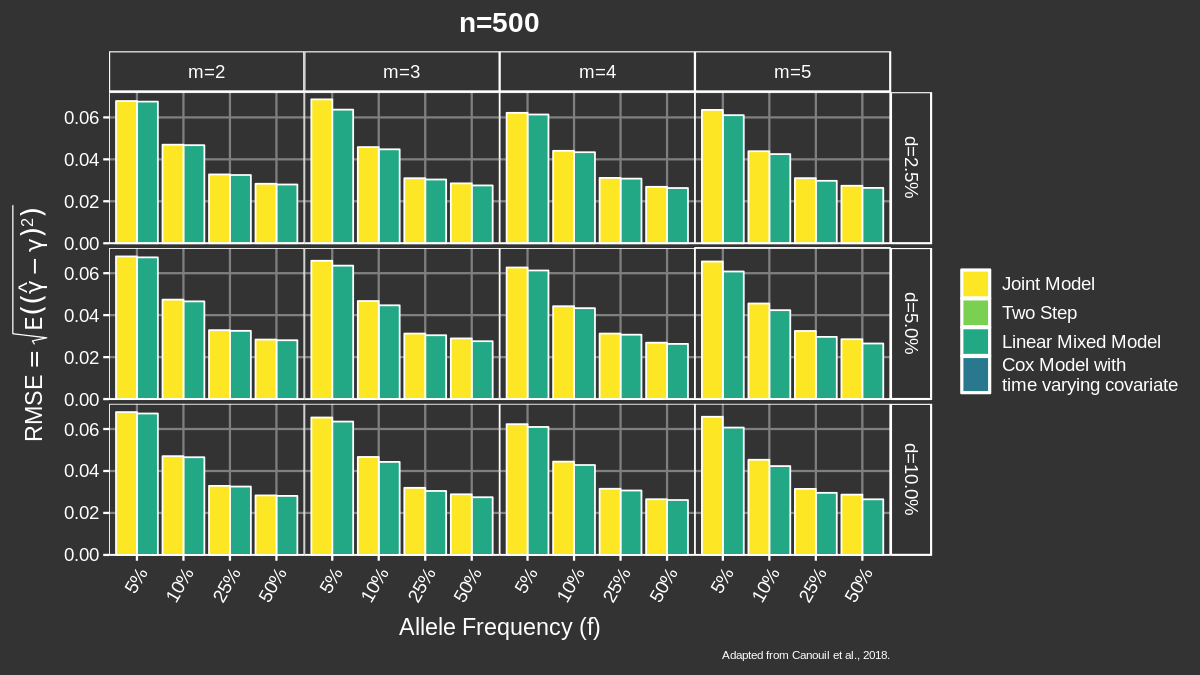 n=500
m=2 m=3 m=4 m=5
0.06
0.04
0.02
0.00
d=2.5%
0.06
0.04
0.02
0.00
d=5.0%
0.06
0.04
0.02
0.00
d=10.0%
RMSE = √E((γ̂ − γ)²)
5% 10% 25% 50% 5% 10% 25% 50% 5% 10% 25% 50% 5% 10% 25% 50%
Allele Frequency (f)
Joint Model
Two Step
Linear Mixed Model
Cox Model with
time varying covariate
Adapted from Canouil et al., 2018.